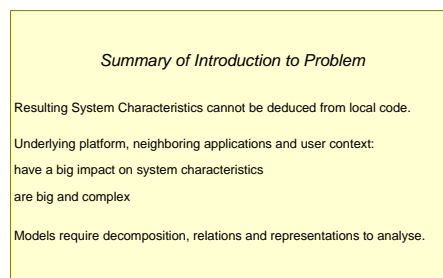 Summary of Introduction to Problem
Resulting System Characteristics cannot be deduced from local code.
Underlying platform, neighboring applications and user context:
have a big impact on system characteristics
are big and complex
Models require decomposition, relations and representations to analyse.